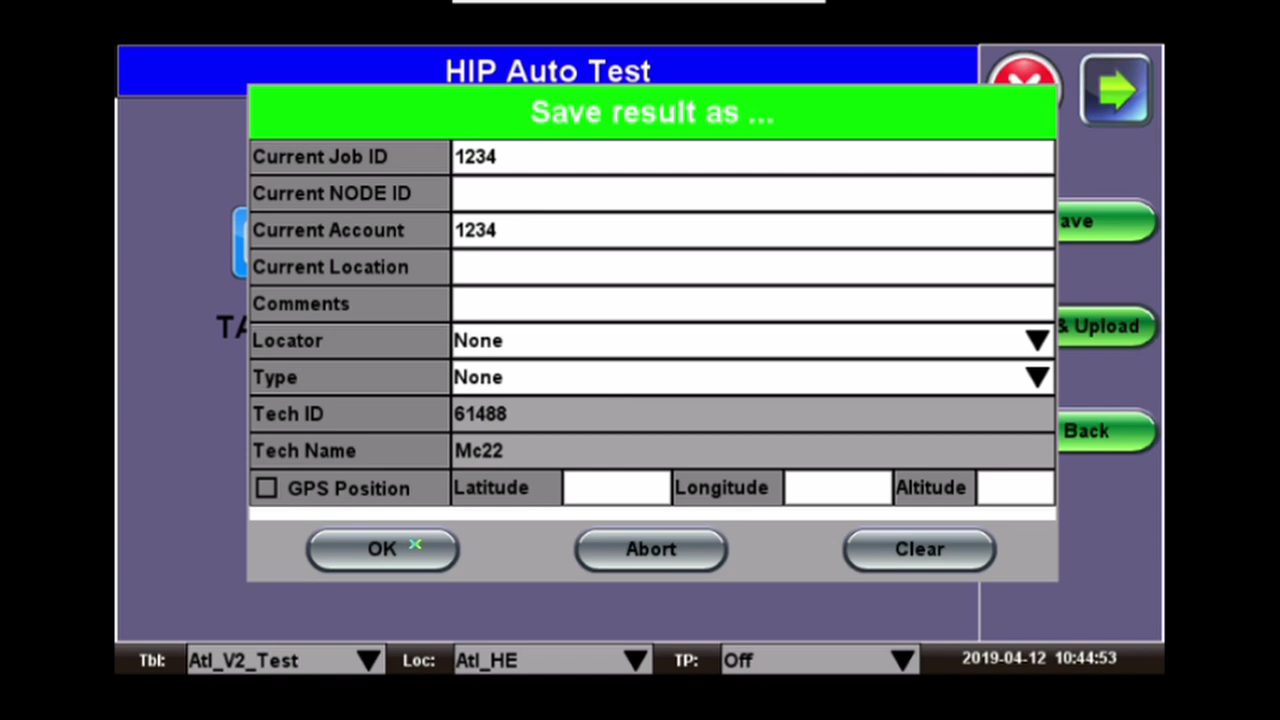 HIP Auto Test
Save result as ...
Current Job ID 1234
Current NODE ID
Current Account 1234
Current Location
Comments
Locator None
Type None
Tech ID 61488
Tech Name Mc22
GPS Position Latitude Longitude Altitude
OK Abort Clear
ave
TA
& Upload
Back
Tbl: Atl_V2_Test Loc: Atl_HE TP: Off 2019-04-12 10:44:53